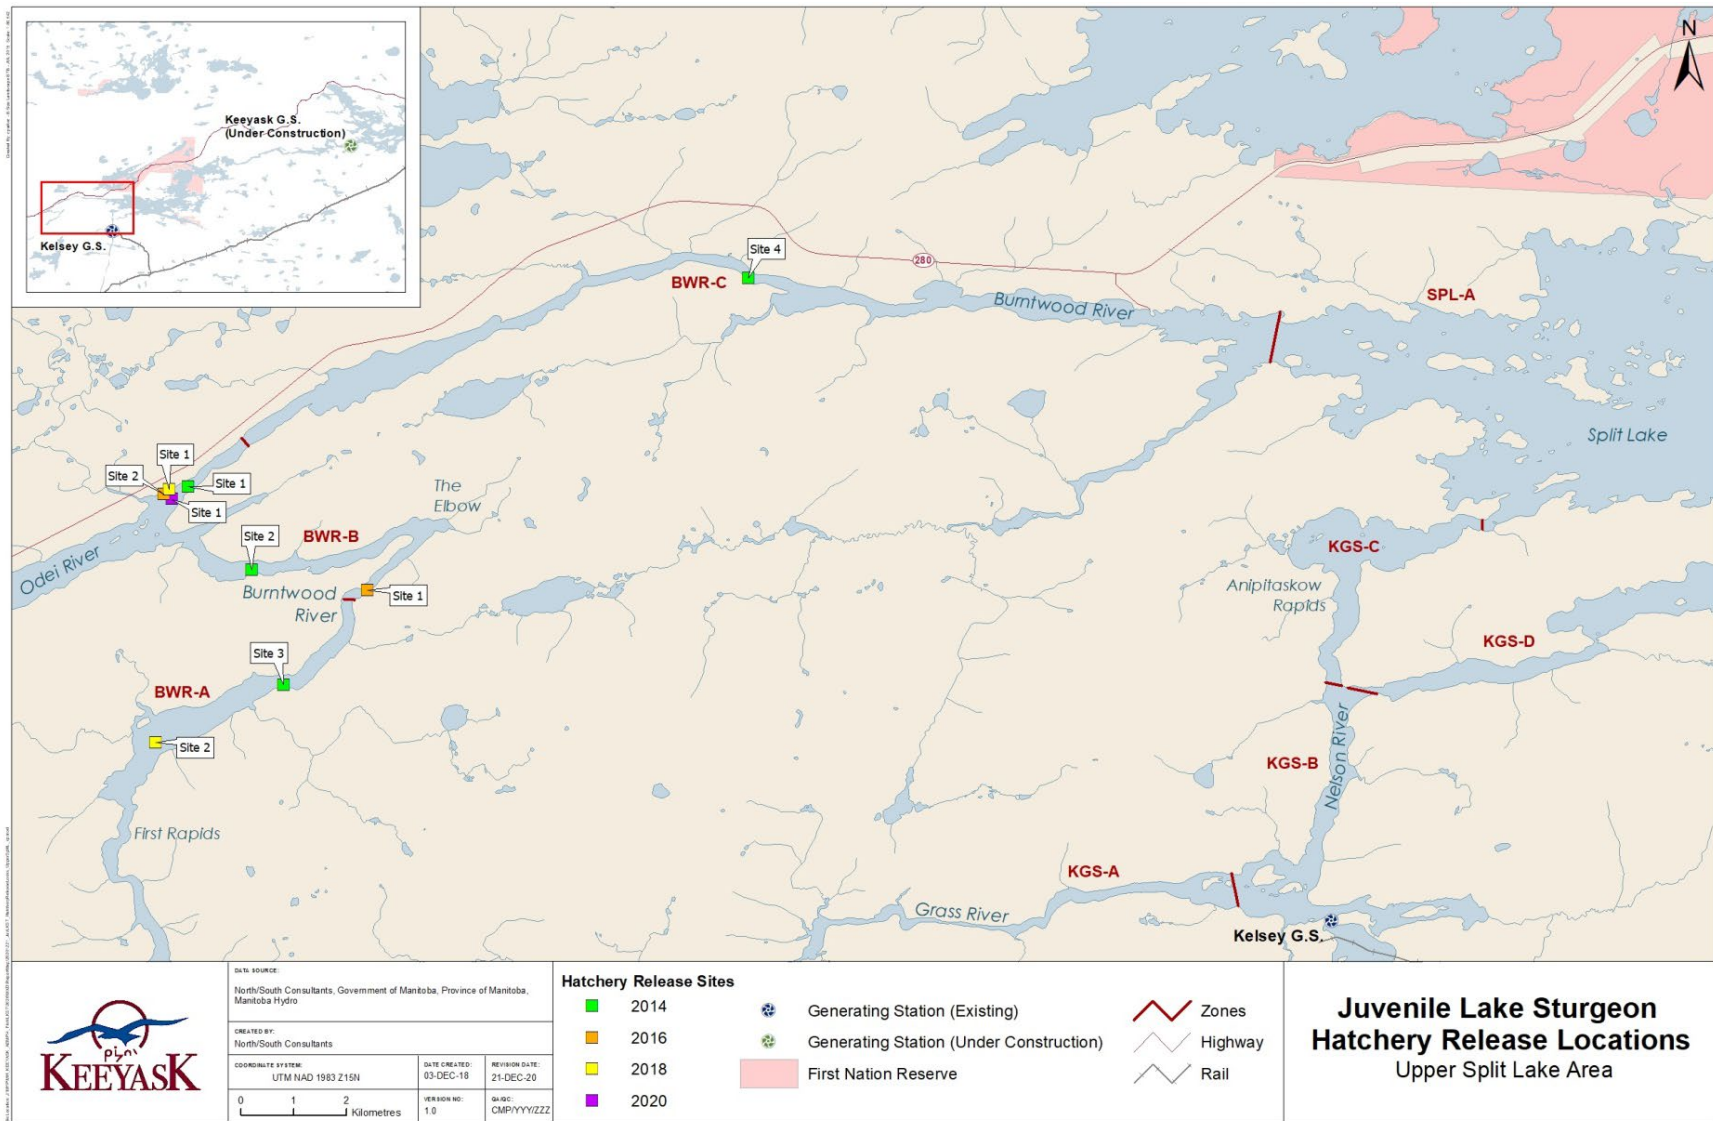 N
Keeyask G.S.
(Under Construction)
Kelsey G.S.
Site 4
280
BWR-C
Burntwood River
SPL-A
Split Lake
Site 1
Site 2
Site 1
Site 1
The
Elbow
Site 2
BWR-B
Odei River
Burntwood
River
Site 1
KGS-C
Anipitaskow
Rapids
Site 3
KGS-D
BWR-A
Site 2
KGS-B
Nelson River
First Rapids
KGS-A
Grass River
Kelsey G.S.
KEEYASK
DATA SOURCE:
North/South Consultants, Government of Manitoba, Province of Manitoba,
Manitoba Hydro
CREATED BY:
North/South Consultants
COORDINATE SYSTEM:
UTM NAD 1983 Z15N
DATE CREATED:
03-DEC-18
REVISION DATE:
21-DEC-20
0 1 2
Kilometres
VERSION NO:
1.0
QA/QC:
CMP/YYY/ZZZ
Hatchery Release Sites
2014
2016
2018
2020
Generating Station (Existing)
Generating Station (Under Construction)
First Nation Reserve
Zones
Highway
Rail
Juvenile Lake Sturgeon
Hatchery Release Locations
Upper Split Lake Area